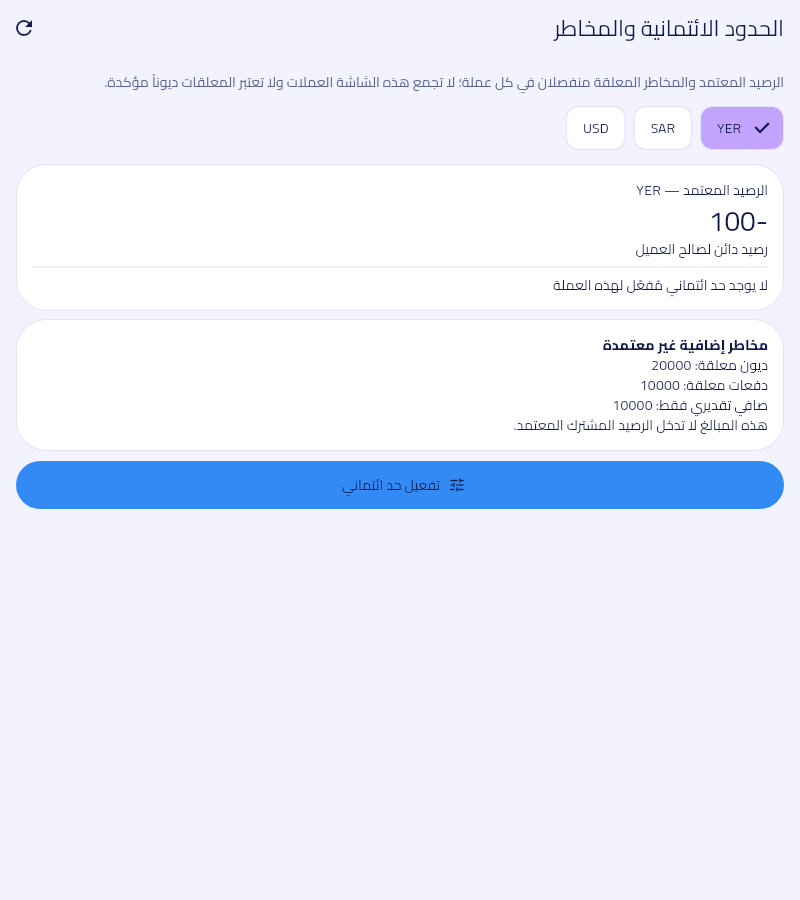 الحدود الائتمانية والمخاطر
الرصيد المعتمد والمخاطر المعلقة منفصلان في كل عملة؛ لا تجمع هذه الشاشة العملات ولا تعتبر المعلقات ديوناً مؤكدة.
YER
SAR
USD
الرصيد المعتمد — YER
-100
رصيد دائن لصالح العميل
لا يوجد حد ائتماني مُفعّل لهذه العملة
مخاطر إضافية غير معتمدة
ديون معلقة: 20000
دفعات معلقة: 10000
صافي تقديري فقط: 10000
هذه المبالغ لا تدخل الرصيد المشترك المعتمد.
تفعيل حد ائتماني